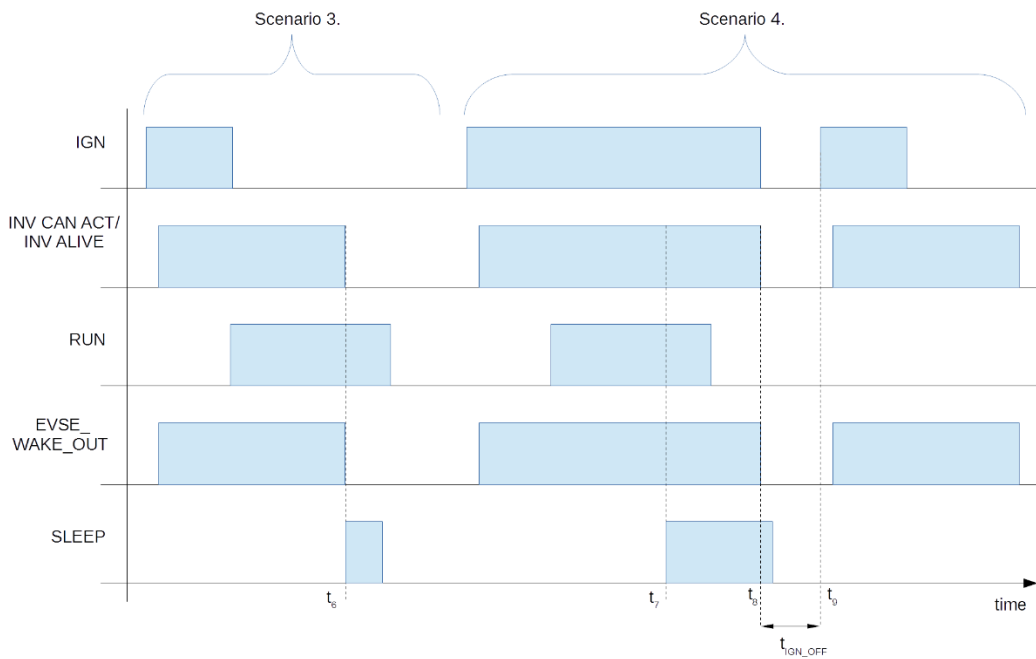 Scenario 3.
Scenario 4.
IGN
INV CAN ACT/
INV ALIVE
RUN
EVSE_
WAKE_OUT
SLEEP
t6
t7
t8
t9
time
tIGN_OFF